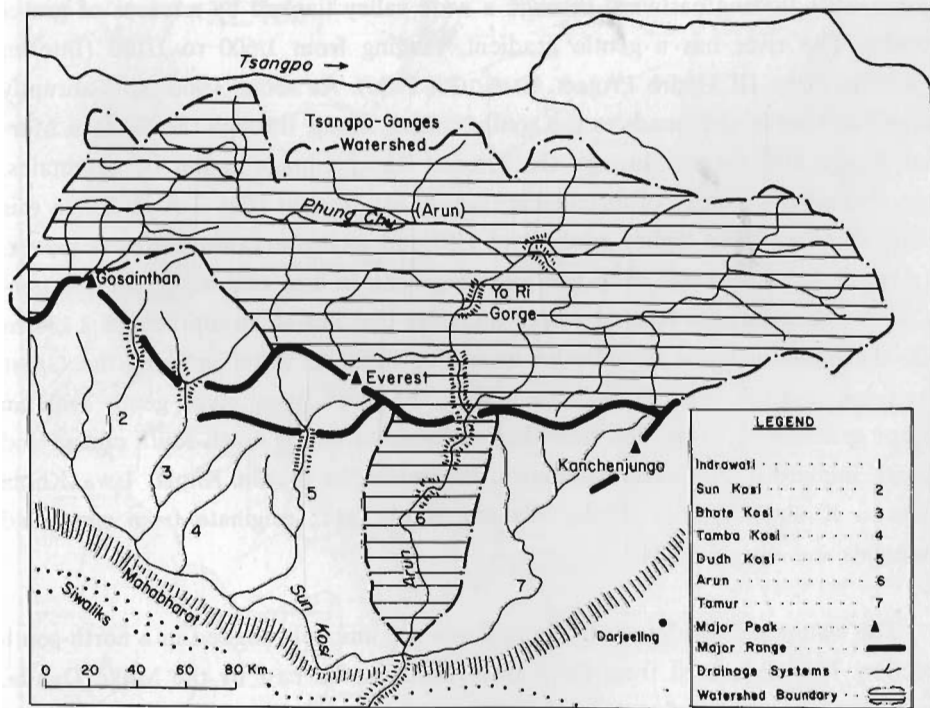 Tsangpo
Tsangpo-Ganges
Watershed
Phung Chu
(Arun)
Gosainthan
Yo Ri
Gorge
Everest
1
2
3
4
5
6
7
Kanchenjunga
Arun
Sun
Kosi
Mahabharat
Siwaliks
Darjeeling
0 20 40 60 80 Km
LEGEND
Indrawati 1
Sun Kosi 2
Bhote Kosi 3
Tamba Kosi 4
Dudh Kosi 5
Arun 6
Tamur 7
Major Peak
Major Range
Drainage System
Watershed Boundary